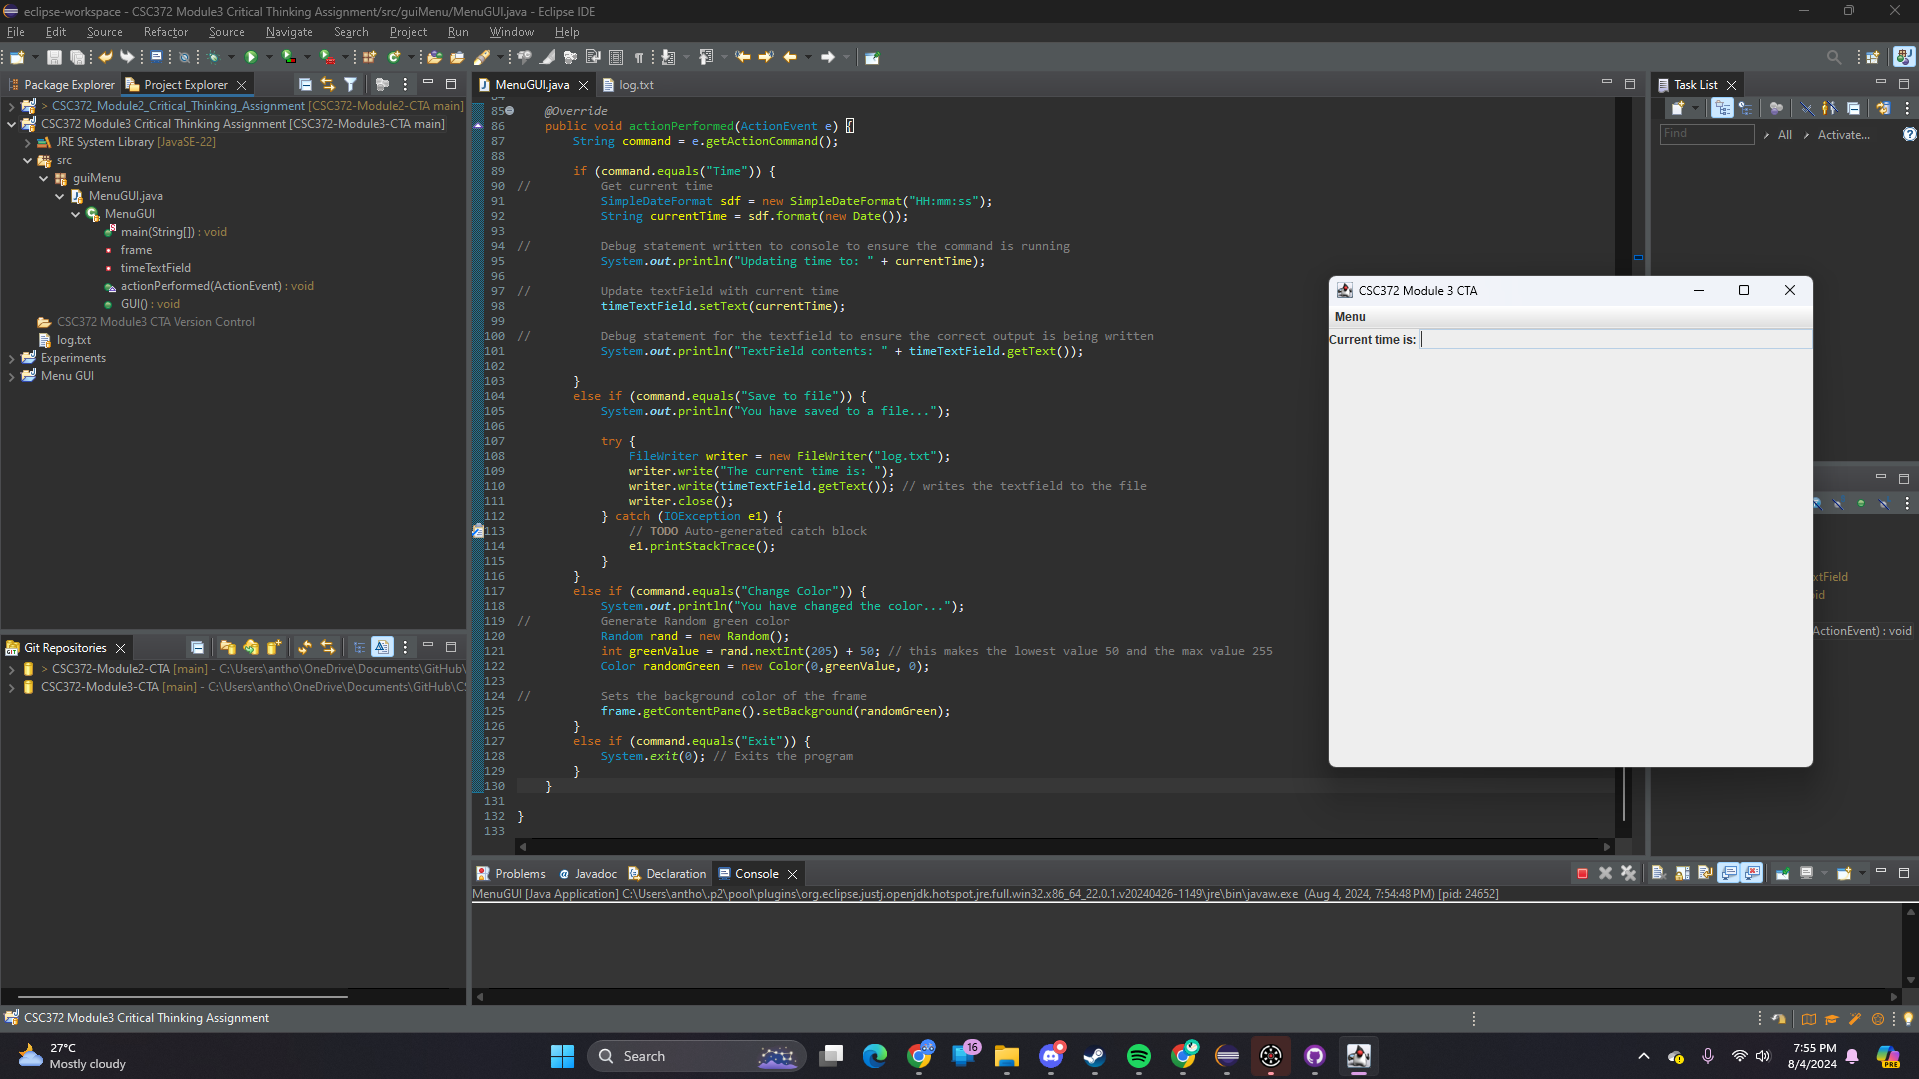 eclipse-workspace - CSC372 Module3 Critical Thinking Assignment/src/guiMenu/MenuGUI.java - Eclipse IDE
File Edit Source Refactor Source Navigate Search Project Run Window Help
Package Explorer Project Explorer
> CSC372_Module2_Critical_Thinking_Assignment [CSC372-Module2-CTA main]
CSC372 Module3 Critical Thinking Assignment [CSC372-Module3-CTA main]
JRE System Library [JavaSE-22]
src
guiMenu
MenuGUI.java
MenuGUI
main(String[]) : void
frame
timeTextField
actionPerformed(ActionEvent) : void
GUI() : void
CSC372 Module3 CTA Version Control
log.txt
Experiments
Menu GUI
Git Repositories
> CSC372-Module2-CTA [main] - C:\Users\antho\OneDrive\Documents\GitHub\
CSC372-Module3-CTA [main] - C:\Users\antho\OneDrive\Documents\GitHub\CS
MenuGUI.java log.txt
84
85 @Override
86 public void actionPerformed(ActionEvent e) {
87 String command = e.getActionCommand();
88
89 if (command.equals("Time")) {
90 // Get current time
91 SimpleDateFormat sdf = new SimpleDateFormat("HH:mm:ss");
92 String currentTime = sdf.format(new Date());
93
94 // Debug statement written to console to ensure the command is running
95 System.out.println("Updating time to: " + currentTime);
96
97 // Update textField with current time
98 timeTextField.setText(currentTime);
99
100 // Debug statement for the textfield to ensure the correct output is being written
101 System.out.println("TextField contents: " + timeTextField.getText());
102
103 }
104 else if (command.equals("Save to file")) {
105 System.out.println("You have saved to a file...");
106
107 try {
108 FileWriter writer = new FileWriter("log.txt");
109 writer.write("The current time is: ");
110 writer.write(timeTextField.getText()); // writes the textfield to the file
111 writer.close();
112 } catch (IOException e1) {
113 // TODO Auto-generated catch block
114 e1.printStackTrace();
115 }
116 }
117 else if (command.equals("Change Color")) {
118 System.out.println("You have changed the color...");
119 // Generate Random green color
120 Random rand = new Random();
121 int greenValue = rand.nextInt(205) + 50; // this makes the lowest value 50 and the max value 255
122 Color randomGreen = new Color(0,greenValue, 0);
123
124 // Sets the background color of the frame
125 frame.getContentPane().setBackground(randomGreen);
126 }
127 else if (command.equals("Exit")) {
128 System.exit(0); // Exits the program
129 }
130 }
131
132 }
133
Task List
Find All Activate...
CSC372 Module 3 CTA
Menu
Current time is:
xtField
oid
ActionEvent) : void
Problems Javadoc Declaration Console
MenuGUI [Java Application] C:\Users\antho\.p2\pool\plugins\org.eclipse.justj.openjdk.hotspot.jre.full.win32.x86_64_22.0.1.v20240426-1149\jre\bin\javaw.exe (Aug 4, 2024, 7:54:48 PM) [pid: 24652]
CSC372 Module3 Critical Thinking Assignment
27°C
Mostly cloudy
Search
16
7:55 PM
8/4/2024
PRE